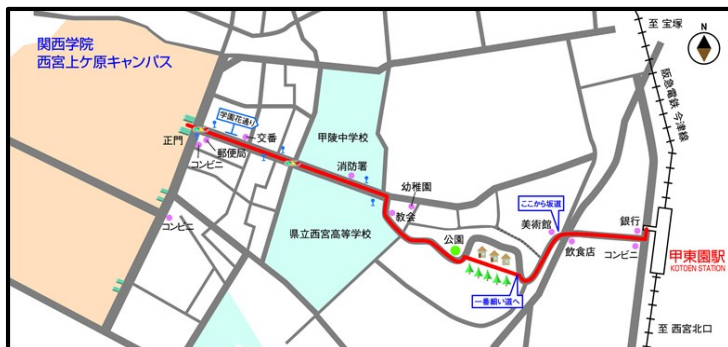 関西学院
西宮上ケ原キャンパス
至 宝塚
N
阪急電鉄 今津線
学園花通り
正門
交番
郵便局
コンビニ
甲陵中学校
消防署
幼稚園
教会
ここから坂道
美術館
銀行
コンビニ
県立西宮高等学校
公園
飲食店
コンビニ
甲東園駅
KOTOEN STATION
一番細い道へ
至 西宮北口